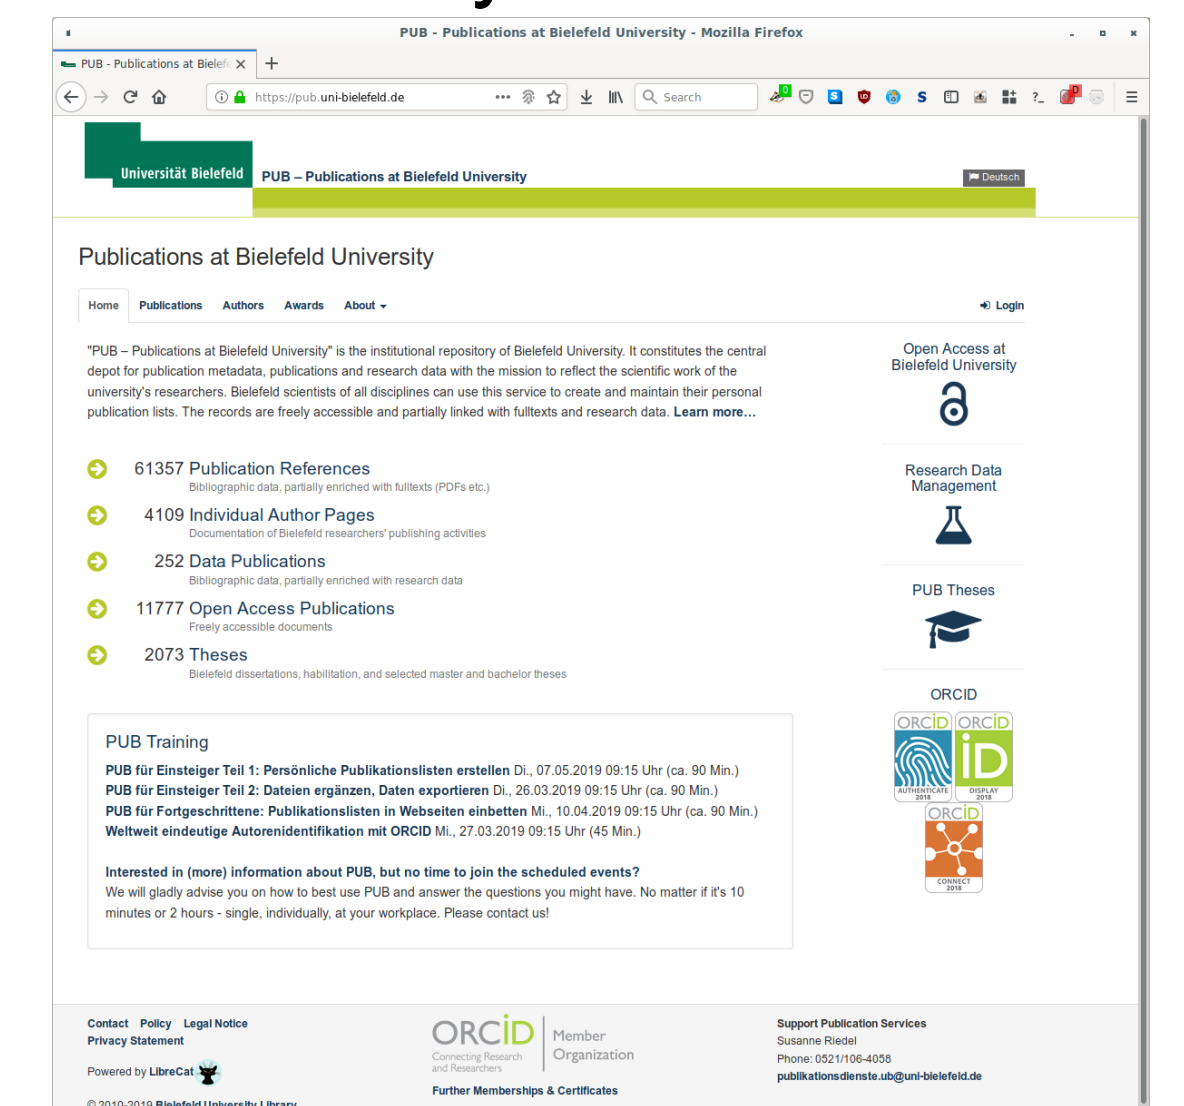 PUB - Publications at Bielefeld University - Mozilla Firefox
PUB - Publications at Bielef
https://pub.uni-bielefeld.de
Search
Universität Bielefeld
PUB – Publications at Bielefeld University
Deutsch
Publications at Bielefeld University
Home Publications Authors Awards About
Login
"PUB – Publications at Bielefeld University" is the institutional repository of Bielefeld University. It constitutes the central
depot for publication metadata, publications and research data with the mission to reflect the scientific work of the
university's researchers. Bielefeld scientists of all disciplines can use this service to create and maintain their personal
publication lists. The records are freely accessible and partially linked with fulltexts and research data. Learn more…
61357 Publication References
Bibliographic data, partially enriched with fulltexts (PDFs etc.)
4109 Individual Author Pages
Documentation of Bielefeld researchers' publishing activities
252 Data Publications
Bibliographic data, partially enriched with research data
11777 Open Access Publications
Freely accessible documents
2073 Theses
Bielefeld dissertations, habilitation, and selected master and bachelor theses
Open Access at
Bielefeld University
Research Data
Management
PUB Theses
ORCID
ORCID ORCID
iD
AUTHENTICATE DISPLAY
2018 2018
ORCID
CONNECT
2018
PUB Training
PUB für Einsteiger Teil 1: Persönliche Publikationslisten erstellen Di., 07.05.2019 09:15 Uhr (ca. 90 Min.)
PUB für Einsteiger Teil 2: Dateien ergänzen, Daten exportieren Di., 26.03.2019 09:15 Uhr (ca. 90 Min.)
PUB für Fortgeschrittene: Publikationslisten in Webseiten einbetten Mi., 10.04.2019 09:15 Uhr (ca. 90 Min.)
Weltweit eindeutige Autorenidentifikation mit ORCID Mi., 27.03.2019 09:15 Uhr (45 Min.)
Interested in (more) information about PUB, but no time to join the scheduled events?
We will gladly advise you on how to best use PUB and answer the questions you might have. No matter if it's 10
minutes or 2 hours - single, individually, at your workplace. Please contact us!
Contact Policy Legal Notice
Privacy Statement
Powered by LibreCat
© 2010-2019 Bielefeld University Library
ORCID
Connecting Research
and Researchers
Member
Organization
Further Memberships & Certificates
Support Publication Services
Susanne Riedel
Phone: 0521/106-4058
publikationsdienste.ub@uni-bielefeld.de